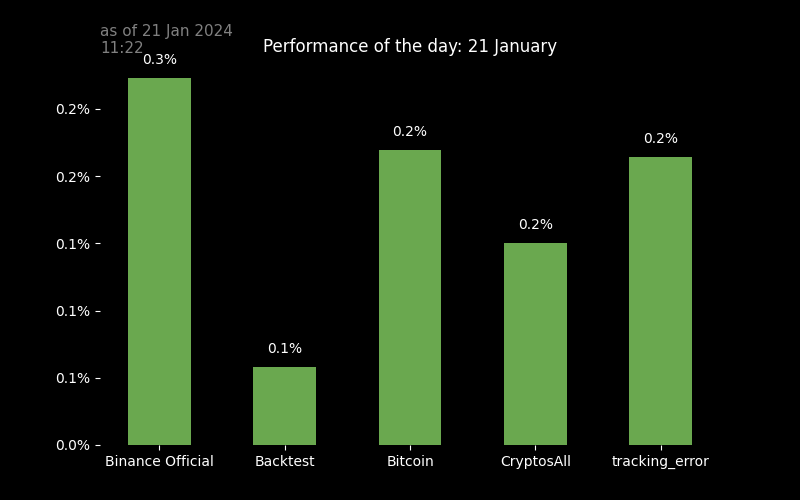 as of 21 Jan 2024
11:22
Performance of the day: 21 January
0.3%
0.2%
0.2%
0.2%
0.2%
0.2%
0.1%
0.1%
0.1%
0.1%
0.0%
Binance Official
Backtest
Bitcoin
CryptosAll
tracking_error